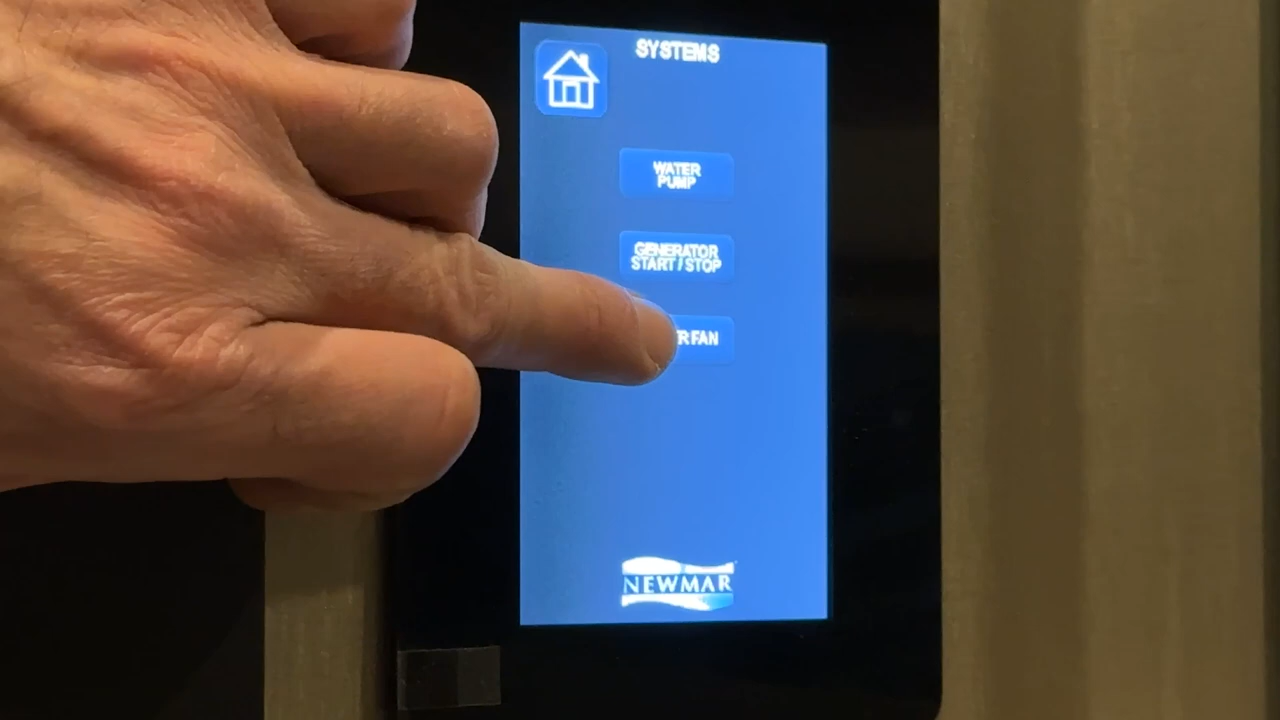 SYSTEMS
WATER
PUMP
GENERATOR
START / STOP
FAN
NEWMAR